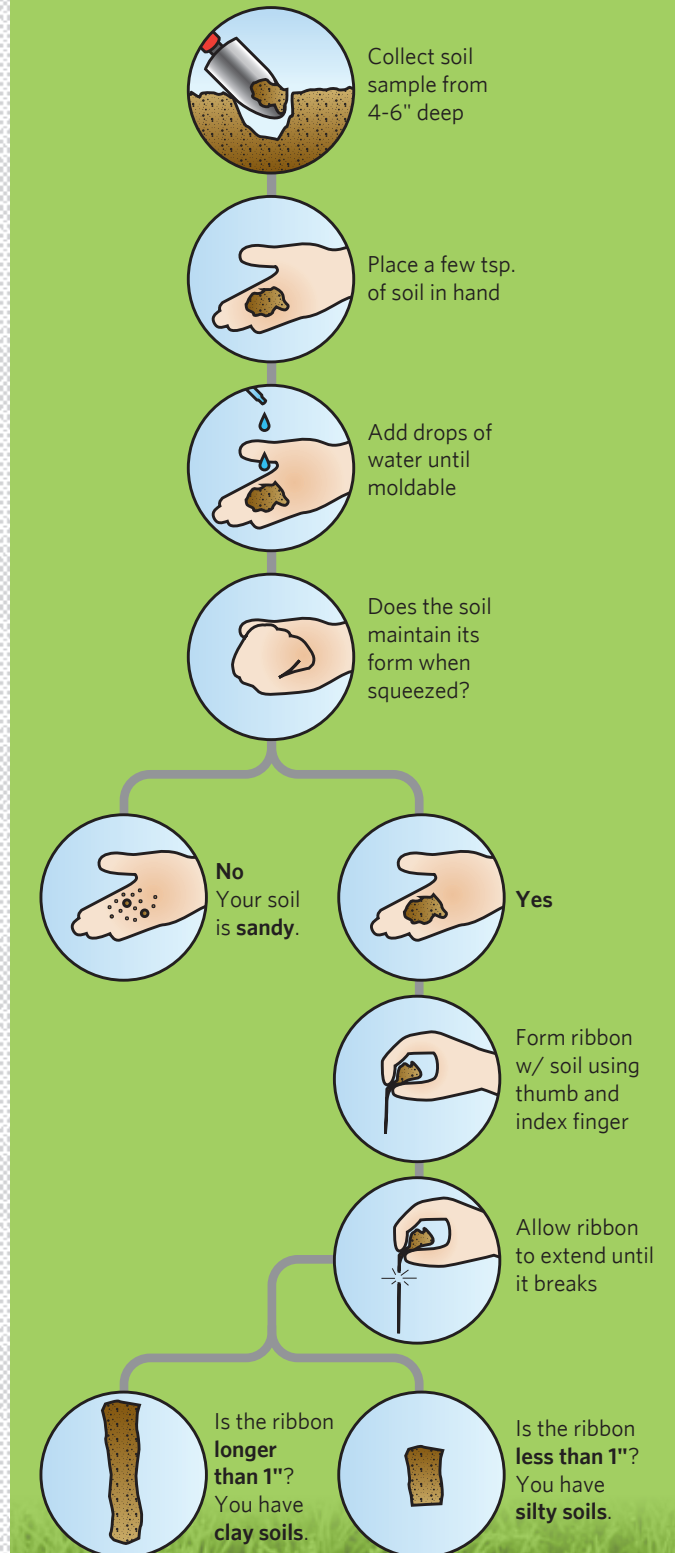 Collect soil
sample from
4-6" deep
Place a few tsp.
of soil in hand
Add drops of
water until
moldable
Does the soil
maintain its
form when
squeezed?
No
Your soil
is sandy.
Yes
Form ribbon
w/ soil using
thumb and
index finger
Allow ribbon
to extend until
it breaks
Is the ribbon
longer
than 1"?
You have
clay soils.
Is the ribbon
less than 1"?
You have
silty soils.